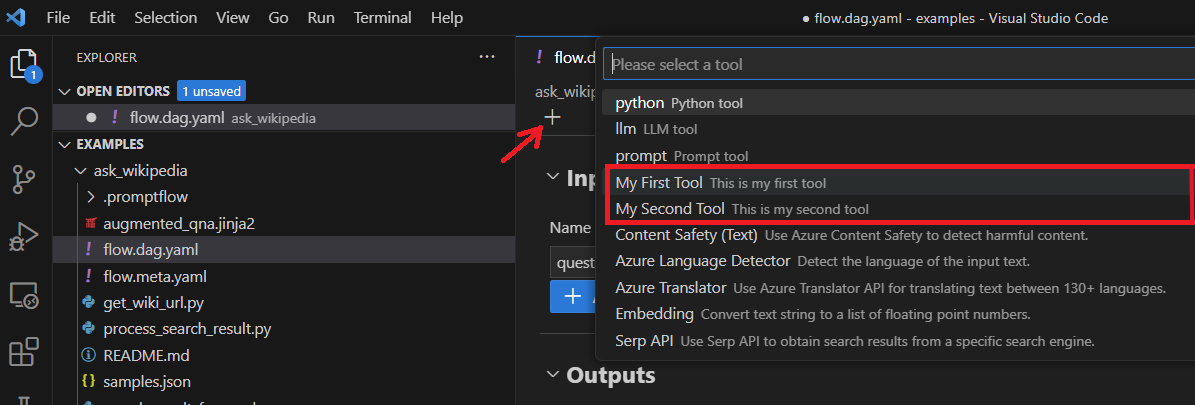 File Edit Selection View Go Run Terminal Help
flow.dag.yaml - examples - Visual Studio Code
1
EXPLORER
OPEN EDITORS 1 unsaved
! flow.dag.yaml ask_wikipedia
EXAMPLES
ask_wikipedia
.promptflow
augmented_qna.jinja2
! flow.dag.yaml
! flow.meta.yaml
get_wiki_url.py
process_search_result.py
README.md
{} samples.json
! flow.d
ask_wikip
+
Inp
Name
quest
+
Outputs
Please select a tool
python Python tool
llm LLM tool
prompt Prompt tool
My First Tool This is my first tool
My Second Tool This is my second tool
Content Safety (Text) Use Azure Content Safety to detect harmful content.
Azure Language Detector Detect the language of the input text.
Azure Translator Use Azure Translator API for translating text between 130+ languages.
Embedding Convert text string to a list of floating point numbers.
Serp API Use Serp API to obtain search results from a specific search engine.